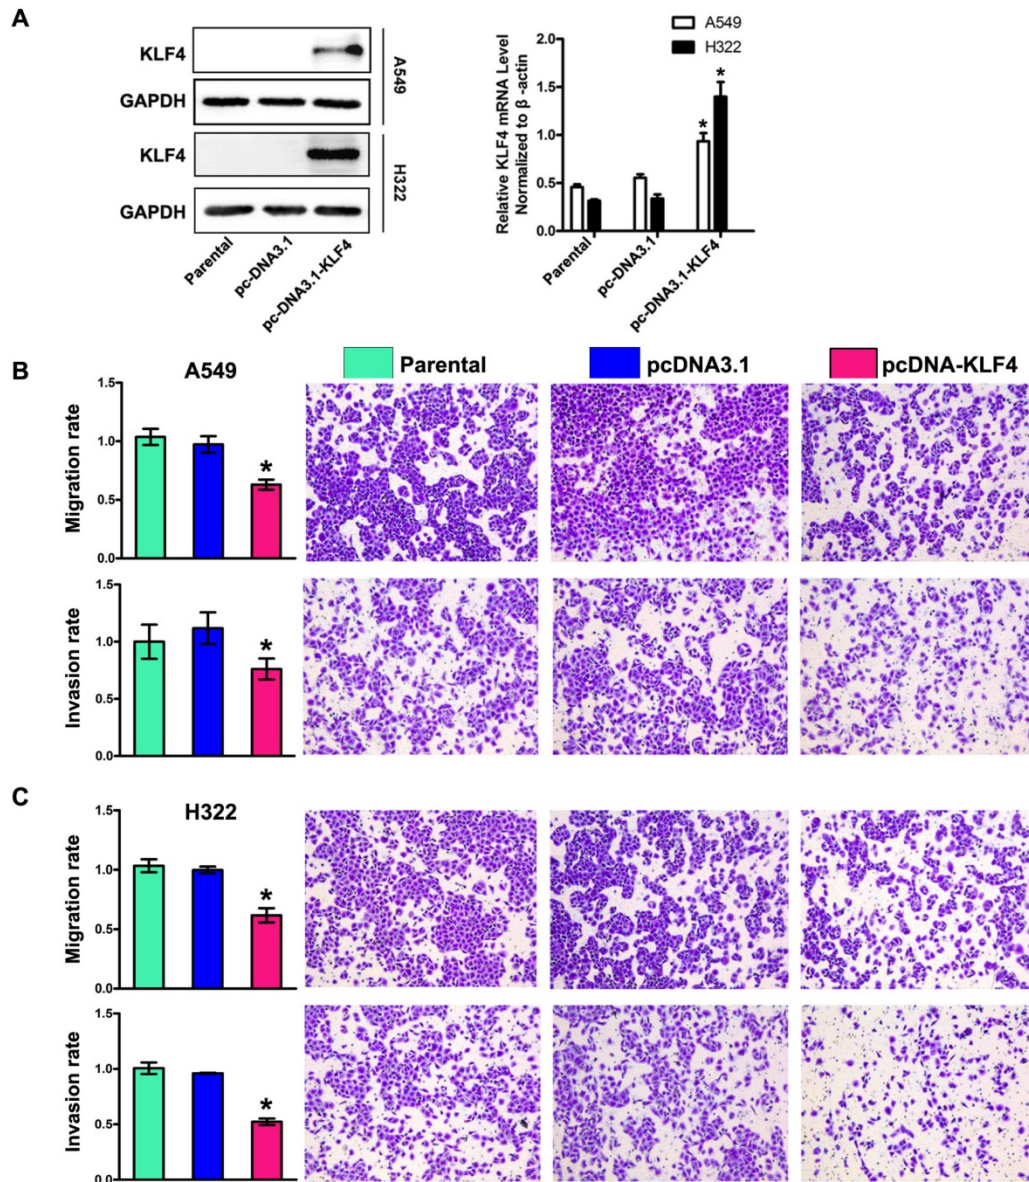 A
KLF4
GAPDH
A549
KLF4
GAPDH
H322
Parental
pc-DNA3.1
pc-DNA3.1-KLF4
A549
H322
Relative KLF4 mRNA Level
Normalized to β -actin
2.0
1.5
1.0
0.5
0.0
*
*
Parental
pc-DNA3.1
pc-DNA3.1-KLF4
Parental
pcDNA3.1
pcDNA-KLF4
B
A549
Migration rate
1.5
1.0
0.5
0.0
*
Invasion rate
1.5
1.0
0.5
0.0
*
C
H322
Migration rate
1.5
1.0
0.5
0.0
*
Invasion rate
1.5
1.0
0.5
0.0
*